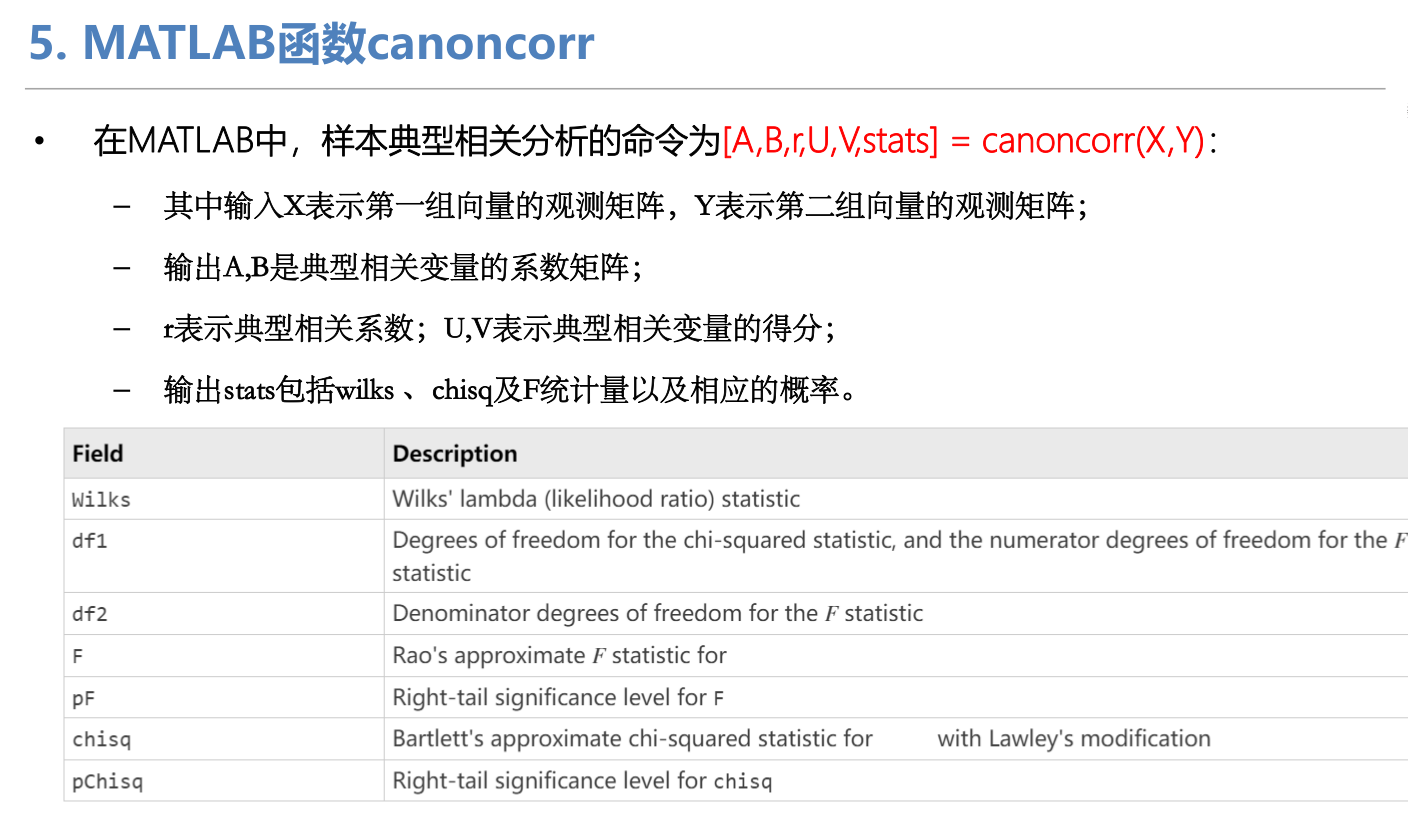 5. MATLAB函数canoncorr
• 在MATLAB中，样本典型相关分析的命令为[A,B,r,U,V,stats] = canoncorr(X,Y)：
– 其中输入X表示第一组向量的观测矩阵，Y表示第二组向量的观测矩阵；
– 输出A,B是典型相关变量的系数矩阵；
– r表示典型相关系数；U,V表示典型相关变量的得分；
– 输出stats包括wilks 、chisq及F统计量以及相应的概率。
Field Description
Wilks Wilks' lambda (likelihood ratio) statistic
df1 Degrees of freedom for the chi-squared statistic, and the numerator degrees of freedom for the F
statistic
df2 Denominator degrees of freedom for the F statistic
F Rao's approximate F statistic for
pF Right-tail significance level for F
chisq Bartlett's approximate chi-squared statistic for with Lawley's modification
pChisq Right-tail significance level for chisq